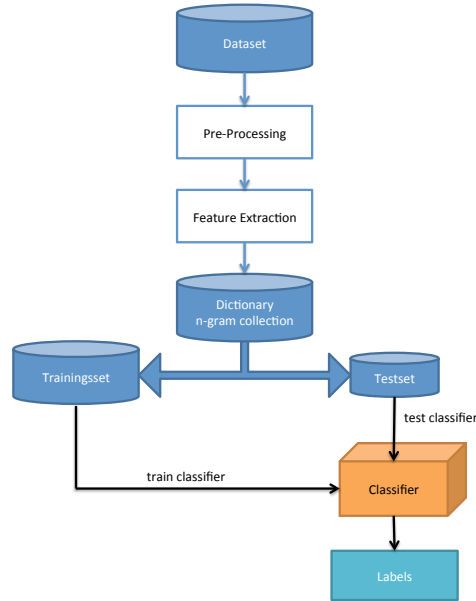 Dataset
Pre-Processing
Feature Extraction
Dictionary
n-gram collection
Trainingsset
Testset
test classifier
train classifier
Classifier
Labels